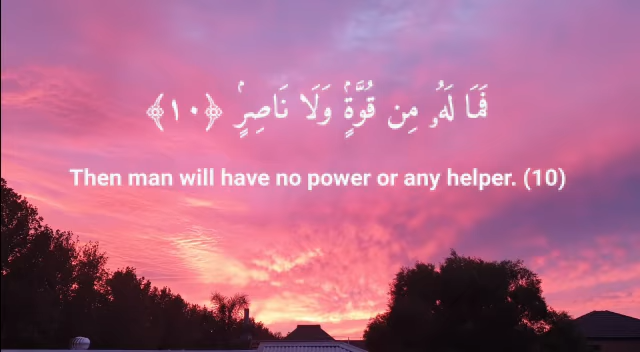 فَمَا لَهُۥ مِن قُوَّةٍۢ وَلَا نَاصِرٍۢ ﴿١٠﴾
Then man will have no power or any helper. (10)